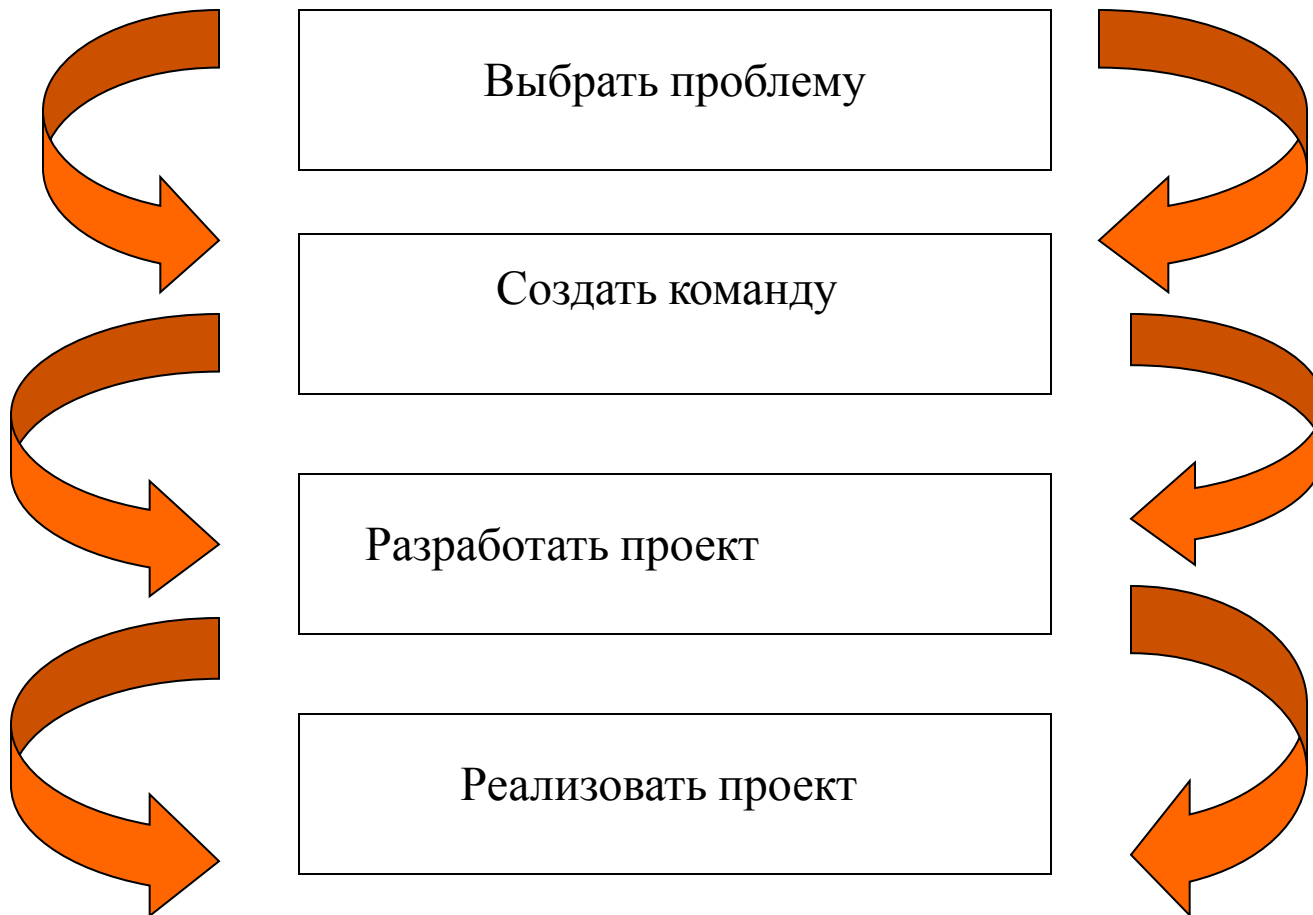 Выбрать проблему
Создать команду
Разработать проект
Реализовать проект